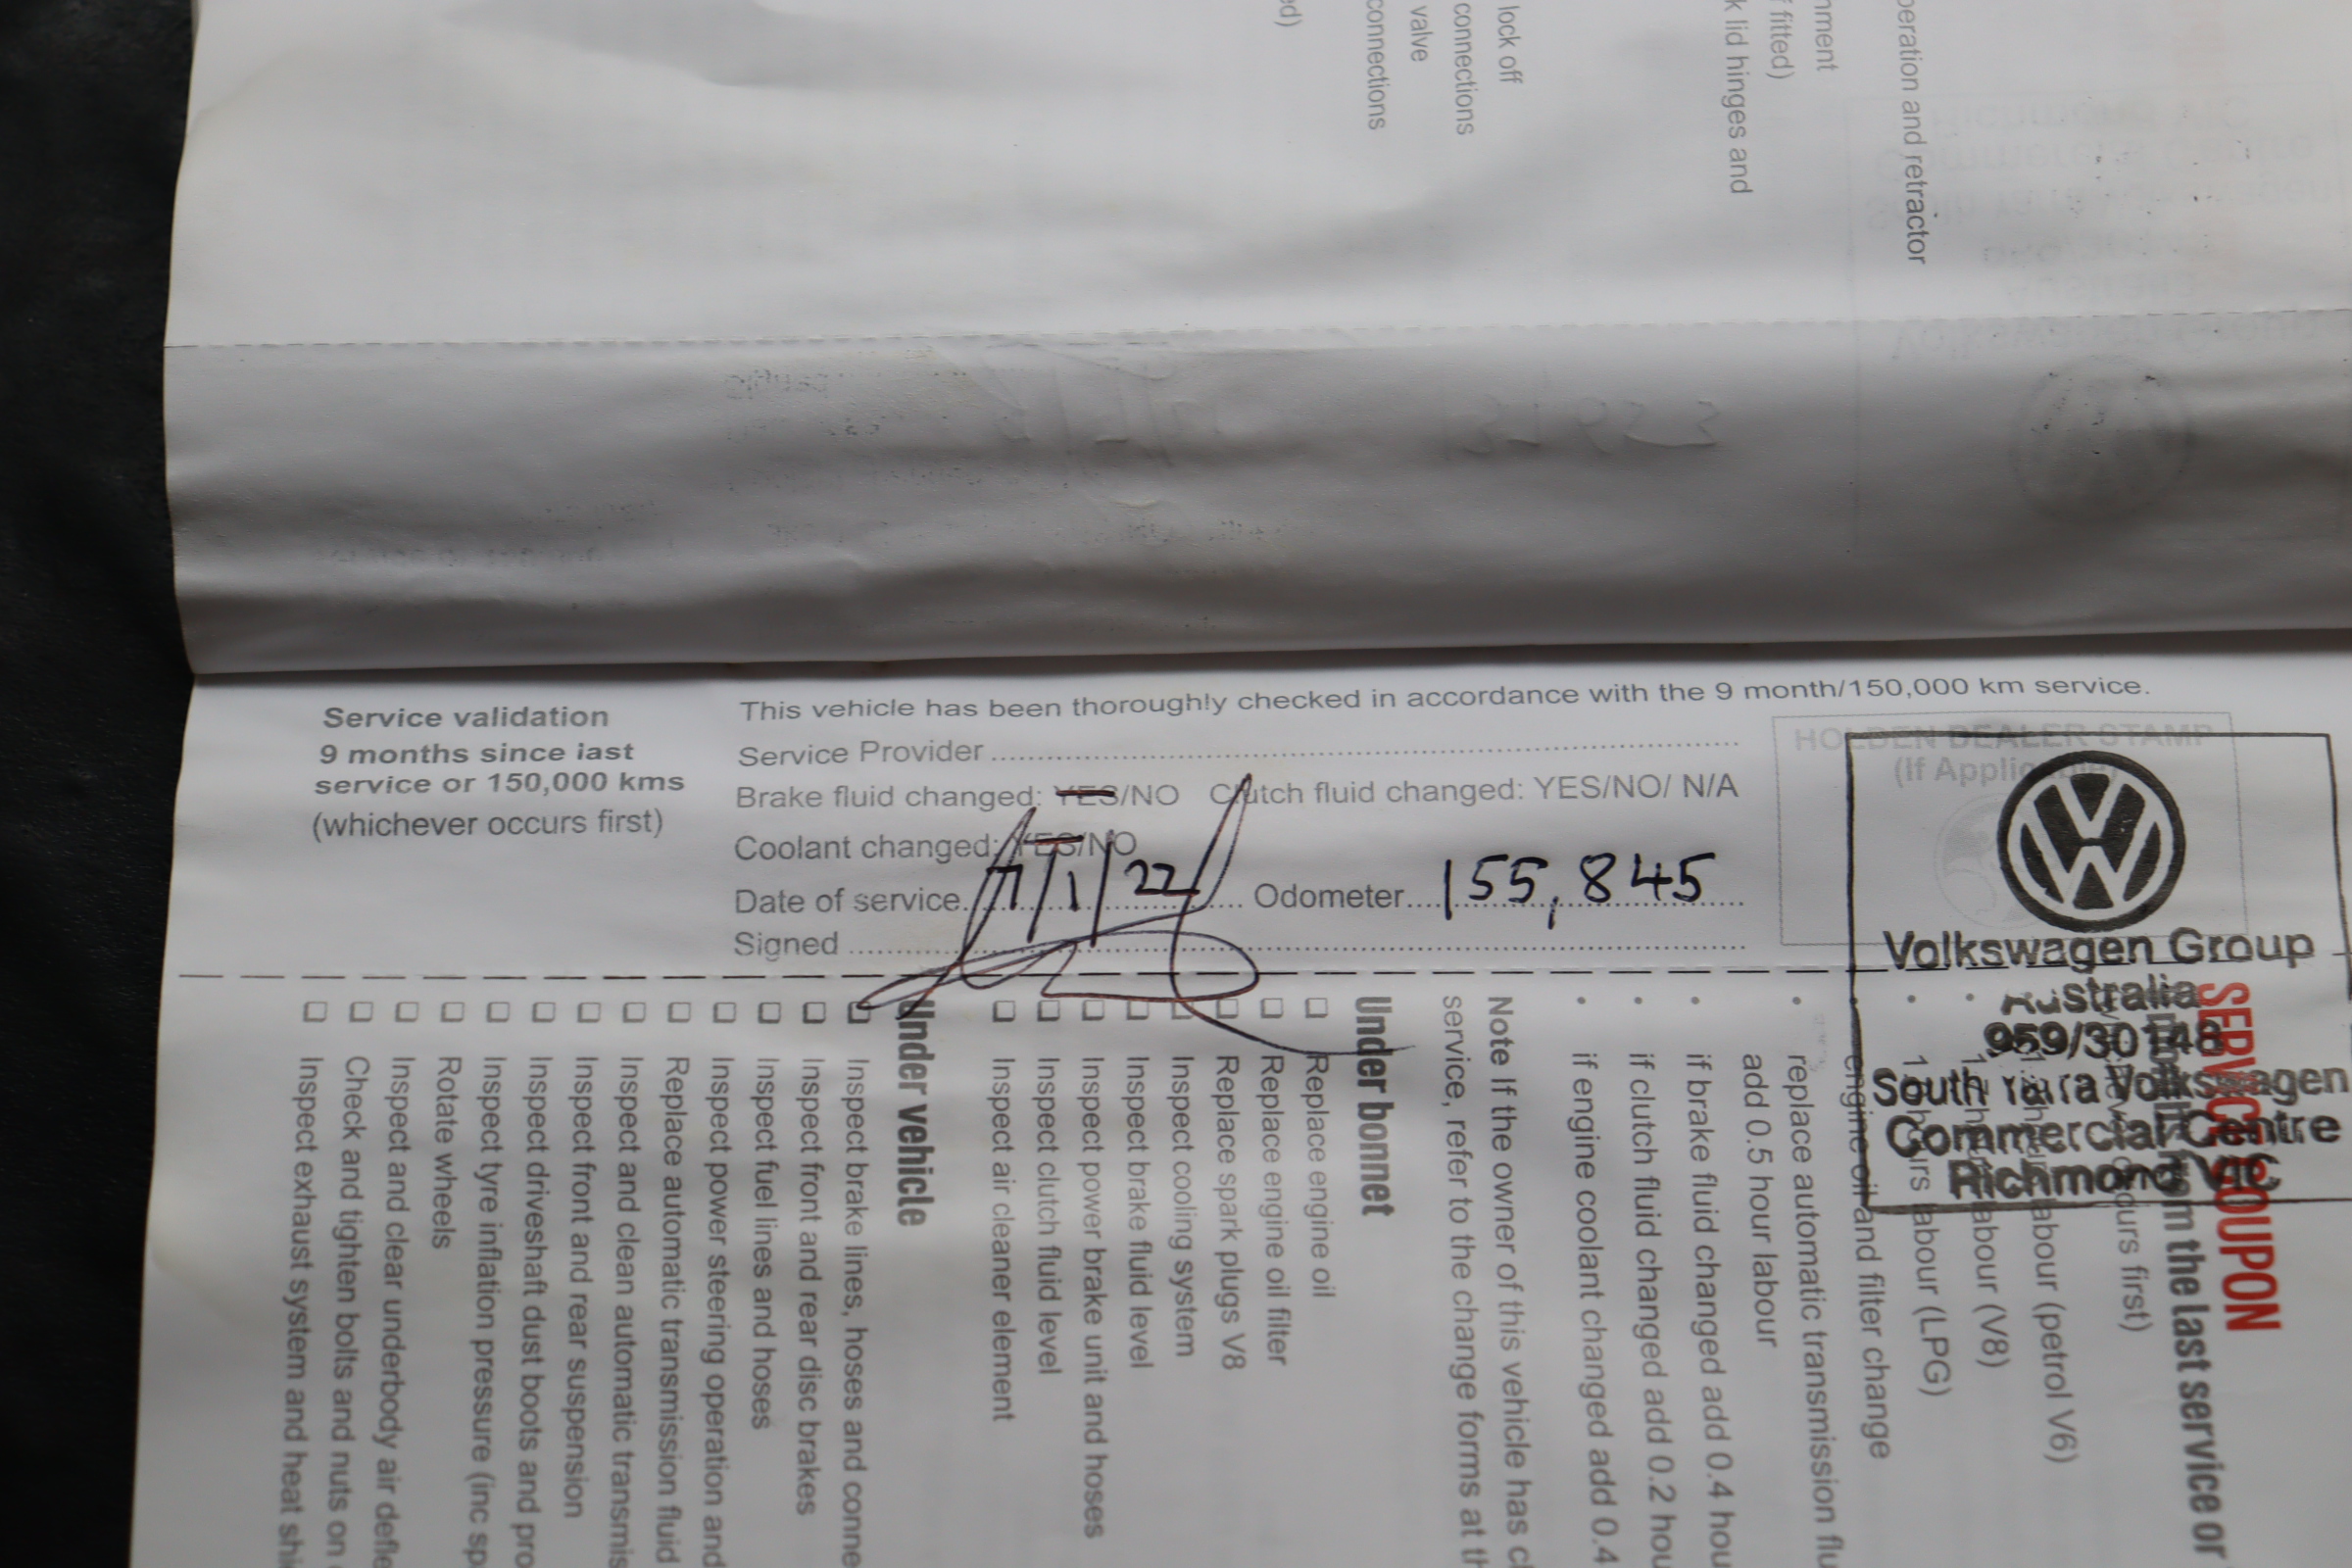 ed)
connections
valve
connections
lock off
k lid hinges and
f fitted)
nment
peration and retractor
Service validation
9 months since last
service or 150,000 kms
(whichever occurs first)
This vehicle has been thoroughly checked in accordance with the 9 month/150,000 km service.
Service Provider
Brake fluid changed: YES/NO Clutch fluid changed: YES/NO/ N/A
Coolant changed: YES/NO
Date of service 7/1/22 Odometer 155,845
Signed
HOLDEN DEALER STAMP
(If Applicable)
Volkswagen Group
Australia
959/30148
South Yarra Volkswagen
Commercial Centre
Richmond VIC
SERVICE COUPON
m the last service or
occurs first)
labour (petrol V6)
labour (V8)
labour (LPG)
engine oil and filter change
replace automatic transmission flu
add 0.5 hour labour
if brake fluid changed add 0.4 hou
if clutch fluid changed add 0.2 hou
if engine coolant changed add 0.4
Note If the owner of this vehicle has c
service, refer to the change forms at th
Under bonnet
Replace engine oil
Replace engine oil filter
Replace spark plugs V8
Inspect cooling system
Inspect brake fluid level
Inspect power brake unit and hoses
Inspect clutch fluid level
Inspect air cleaner element
Under vehicle
Inspect brake lines, hoses and conne
Inspect front and rear disc brakes
Inspect fuel lines and hoses
Inspect power steering operation and
Replace automatic transmission fluid
Inspect and clean automatic transmis
Inspect front and rear suspension
Inspect driveshaft dust boots and pro
Inspect tyre inflation pressure (inc sp
Rotate wheels
Inspect and clear underbody air defle
Check and tighten bolts and nuts on
Inspect exhaust system and heat shi